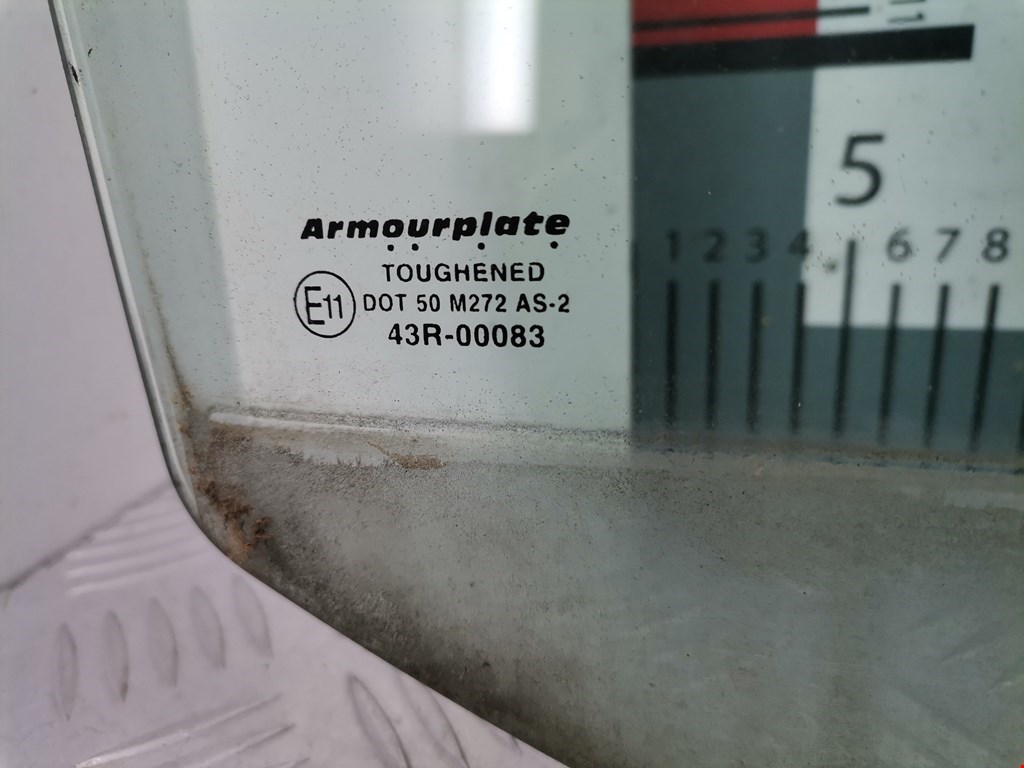 Armourplate
TOUGHENED
E11
DOT 50 M272 AS-2
43R-00083
5
1 2 3 4 6 7 8